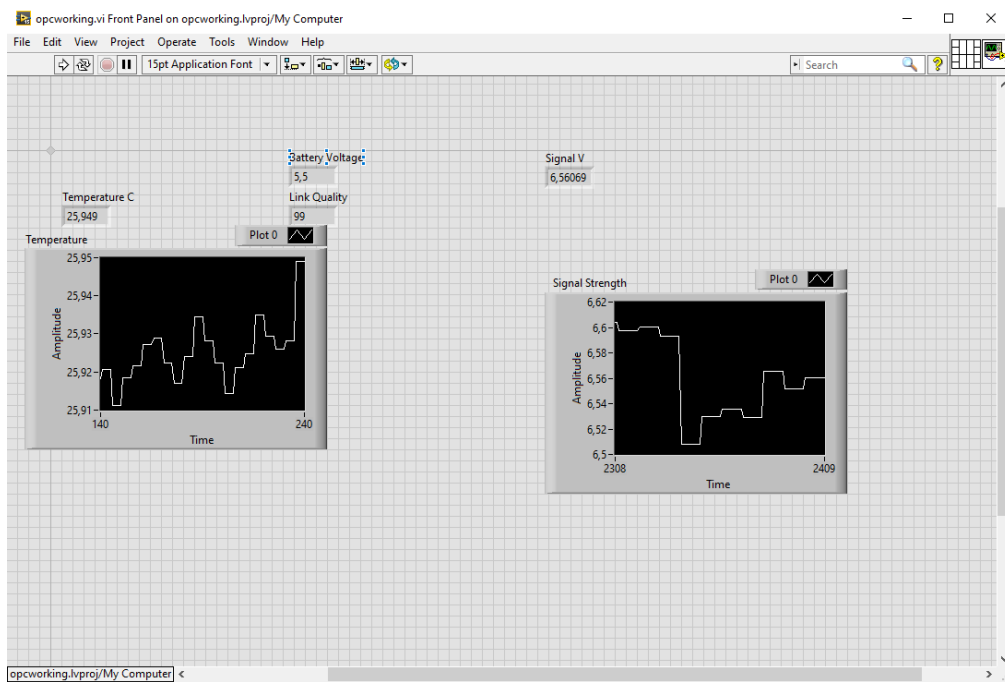 opcworking.vi Front Panel on opcworking.lvproj/My Computer
File Edit View Project Operate Tools Window Help
15pt Application Font
Search
?
Battery Voltage
5,5
Signal V
6,56069
Temperature C
25,949
Link Quality
99
Temperature
Plot 0
25,95
25,94
25,93
25,92
25,91
Amplitude
140
240
Time
Signal Strength
Plot 0
6,62
6,6
6,58
6,56
6,54
6,52
6,5
Amplitude
2308
2409
Time
opcworking.lvproj/My Computer